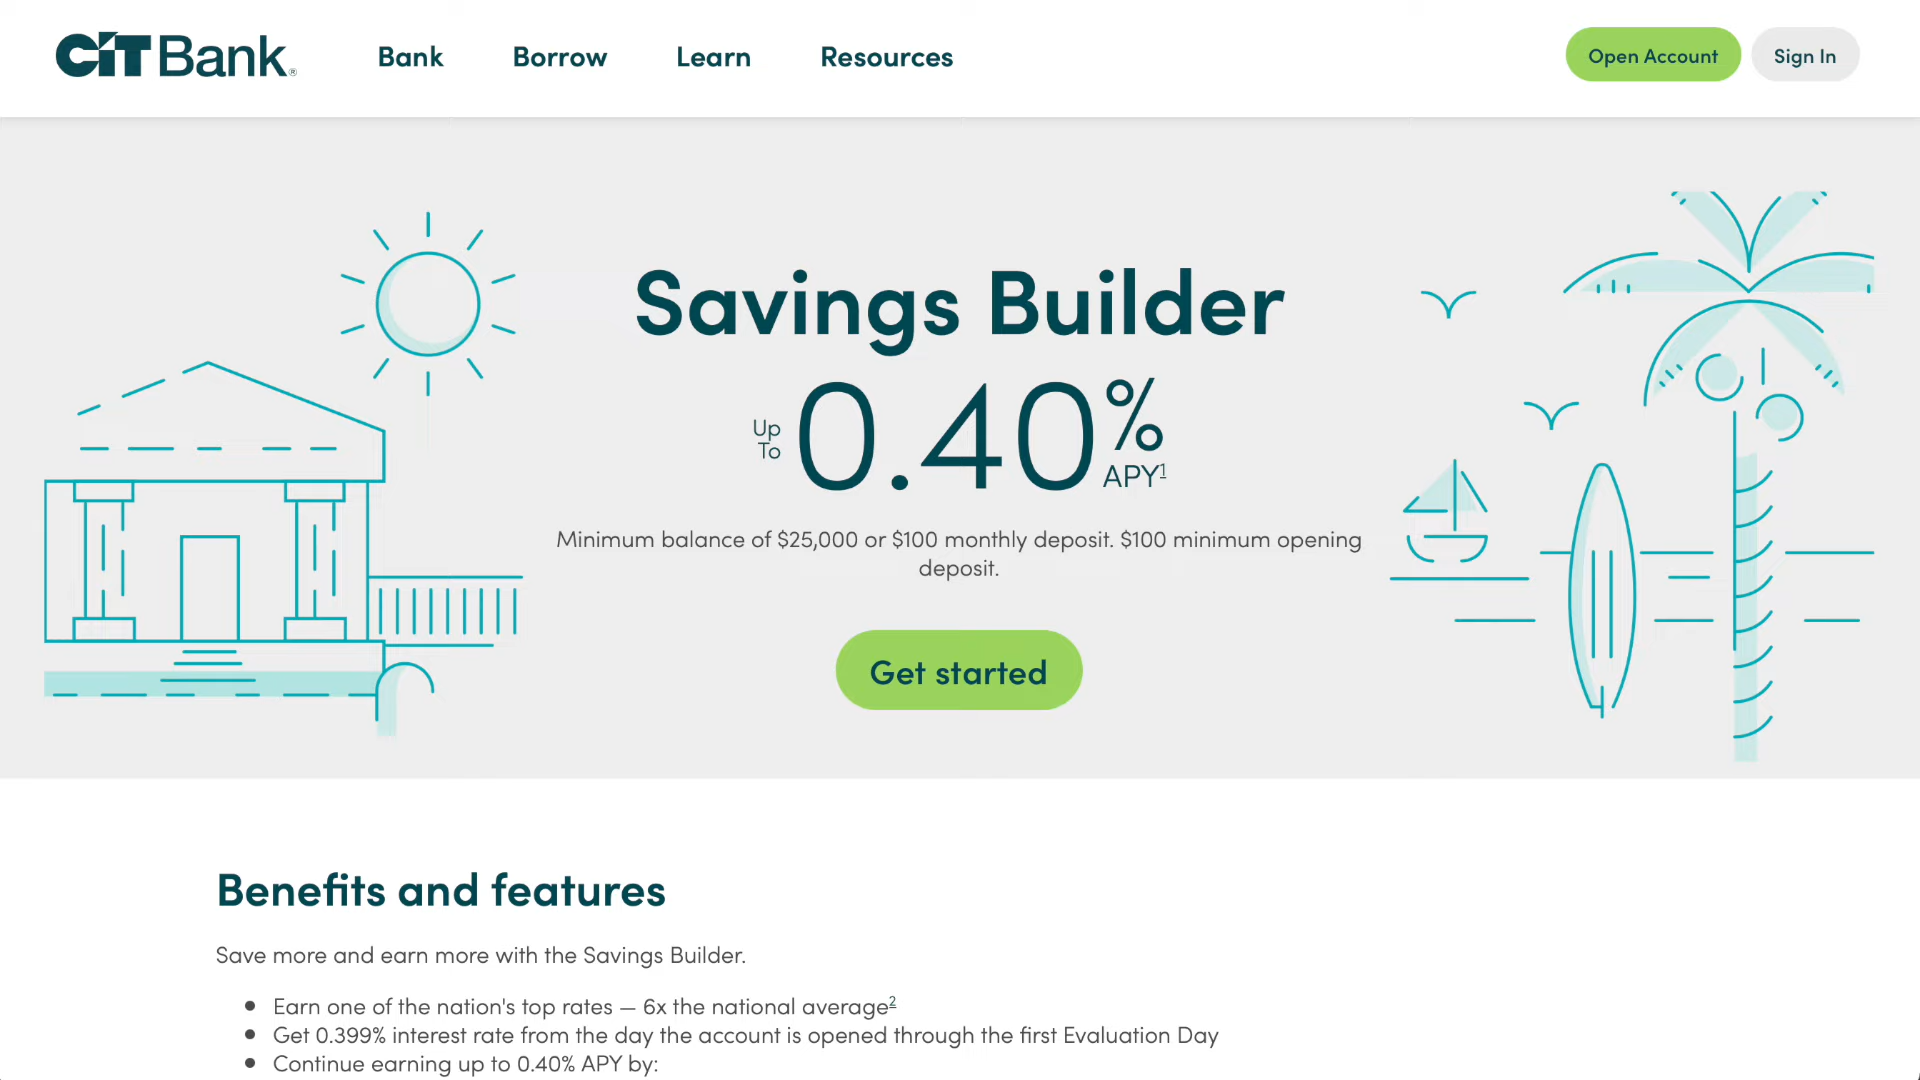 CIT Bank®
Bank
Borrow
Learn
Resources
Open Account
Sign In
Savings Builder
Up To 0.40% APY1
Minimum balance of $25,000 or $100 monthly deposit. $100 minimum opening
deposit.
Get started
Benefits and features
Save more and earn more with the Savings Builder.
Earn one of the nation's top rates — 6x the national average2
Get 0.399% interest rate from the day the account is opened through the first Evaluation Day
Continue earning up to 0.40% APY by: